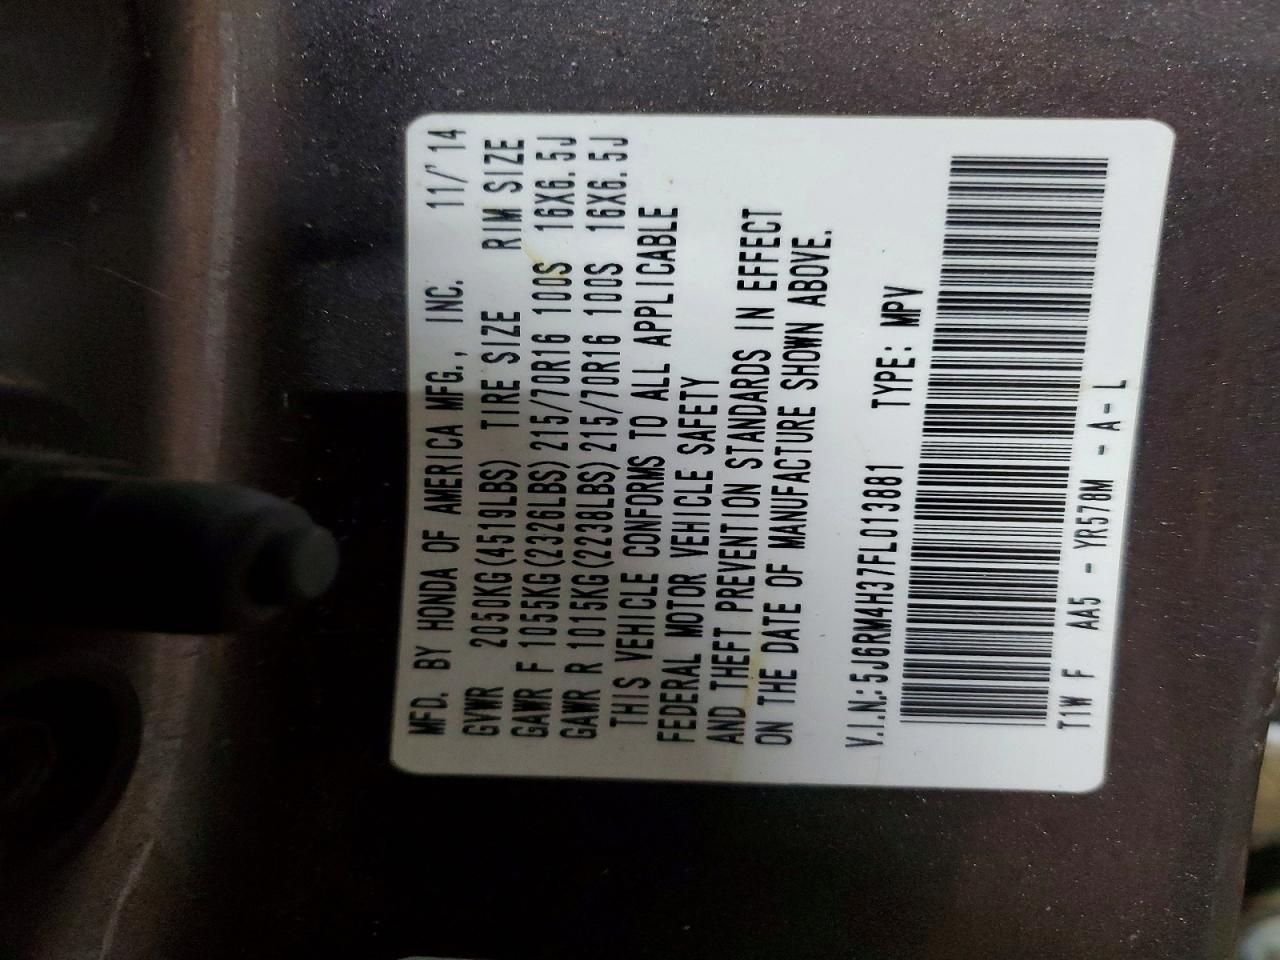 MFD. BY HONDA OF AMERICA MFG., INC. 11/'14
GVWR 2050KG(4519LBS) TIRE SIZE RIM SIZE
GAWR F 1055KG(2326LBS)215/70R16 100S 16X6.5J
GAWR R 1015KG(2238LBS)215/70R16 100S 16X6.5J
THIS VEHICLE CONFORMS TO ALL APPLICABLE
FEDERAL MOTOR VEHICLE SAFETY
AND THEFT PREVENTION STANDARDS IN EFFECT
ON THE DATE OF MANUFACTURE SHOWN ABOVE.
V.I.N.:5J6RM4H37FL013881 TYPE: MPV
T1W F AA5 - YR578M - A - L